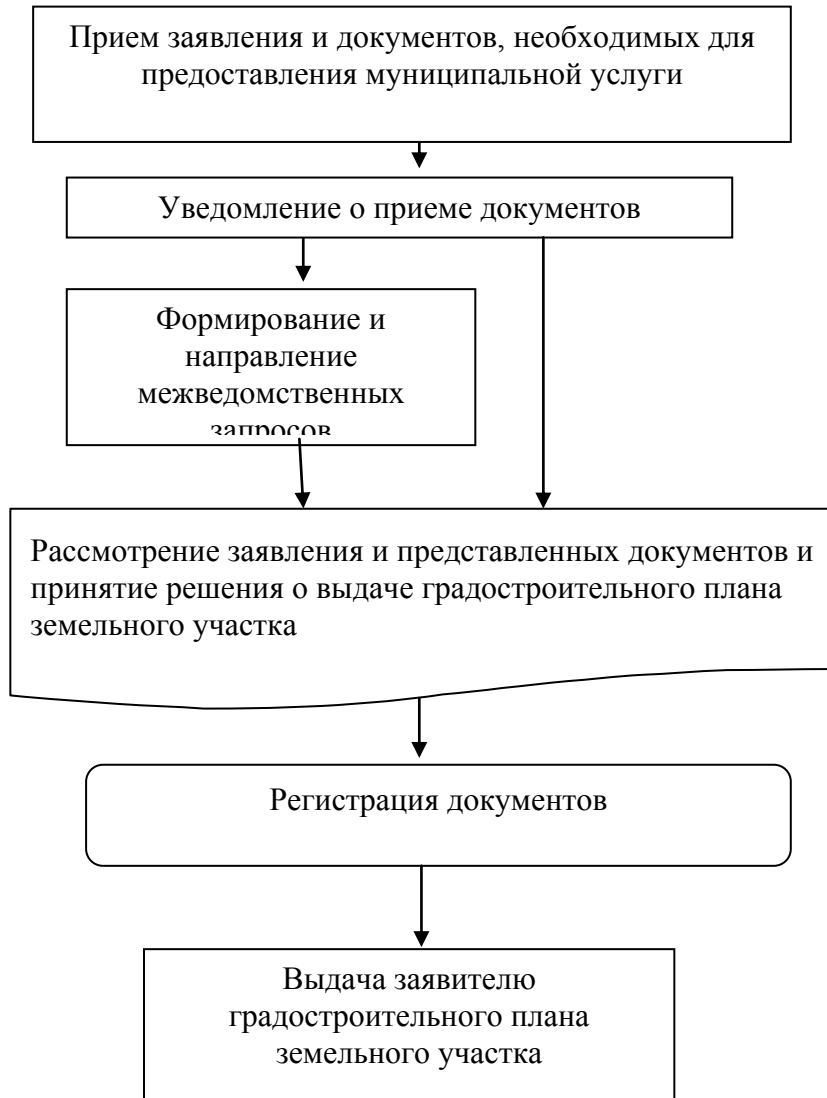 Прием заявления и документов, необходимых для
предоставления муниципальной услуги
Уведомление о приеме документов
Формирование и
направление
межведомственных
запросов
Рассмотрение заявления и представленных документов и
принятие решения о выдаче градостроительного плана
земельного участка
Регистрация документов
Выдача заявителю
градостроительного плана
земельного участка